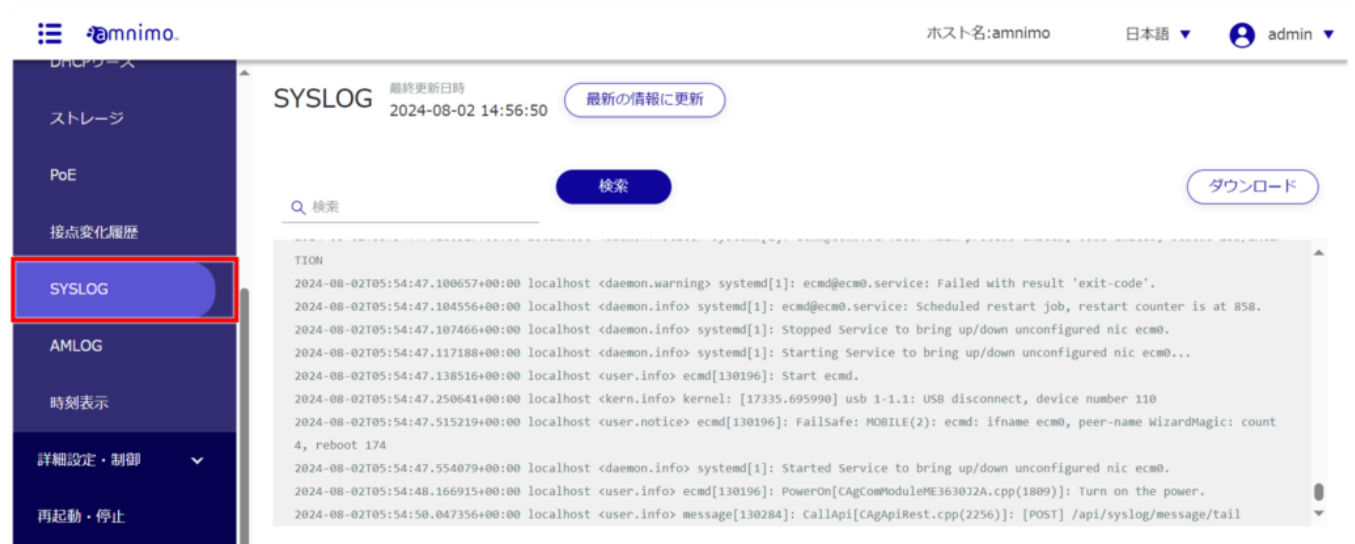 amnimo
ホスト名:amnimo
日本語 ▼
admin ▼
DHCPリース
ストレージ
PoE
接点変化履歴
SYSLOG
AMLOG
時刻表示
詳細設定・制御
再起動・停止
SYSLOG
最終更新日時
2024-08-02 14:56:50
最新の情報に更新
検索
検索
ダウンロード
TION
2024-08-02T05:54:47.100657+00:00 localhost <daemon.warning> systemd[1]: ecmd@ecm0.service: Failed with result 'exit-code'.
2024-08-02T05:54:47.104556+00:00 localhost <daemon.info> systemd[1]: ecmd@ecm0.service: Scheduled restart job, restart counter is at 858.
2024-08-02T05:54:47.107466+00:00 localhost <daemon.info> systemd[1]: Stopped Service to bring up/down unconfigured nic ecm0.
2024-08-02T05:54:47.117188+00:00 localhost <daemon.info> systemd[1]: Starting Service to bring up/down unconfigured nic ecm0...
2024-08-02T05:54:47.138516+00:00 localhost <user.info> ecmd[130196]: Start ecmd.
2024-08-02T05:54:47.250641+00:00 localhost <kern.info> kernel: [17335.695990] usb 1-1.1: USB disconnect, device number 110
2024-08-02T05:54:47.515219+00:00 localhost <user.notice> ecmd[130196]: FailSafe: MOBILE(2): ecmd: ifname ecm0, peer-name WizardMagic: count
4, reboot 174
2024-08-02T05:54:47.554079+00:00 localhost <daemon.info> systemd[1]: Started Service to bring up/down unconfigured nic ecm0.
2024-08-02T05:54:48.166915+00:00 localhost <user.info> ecmd[130196]: PowerOn[CAgComModuleME3630J2A.cpp(1809)]: Turn on the power.
2024-08-02T05:54:50.047356+00:00 localhost <user.info> message[130284]: CallApi[CAgApiRest.cpp(2256)]: [POST] /api/syslog/message/tail